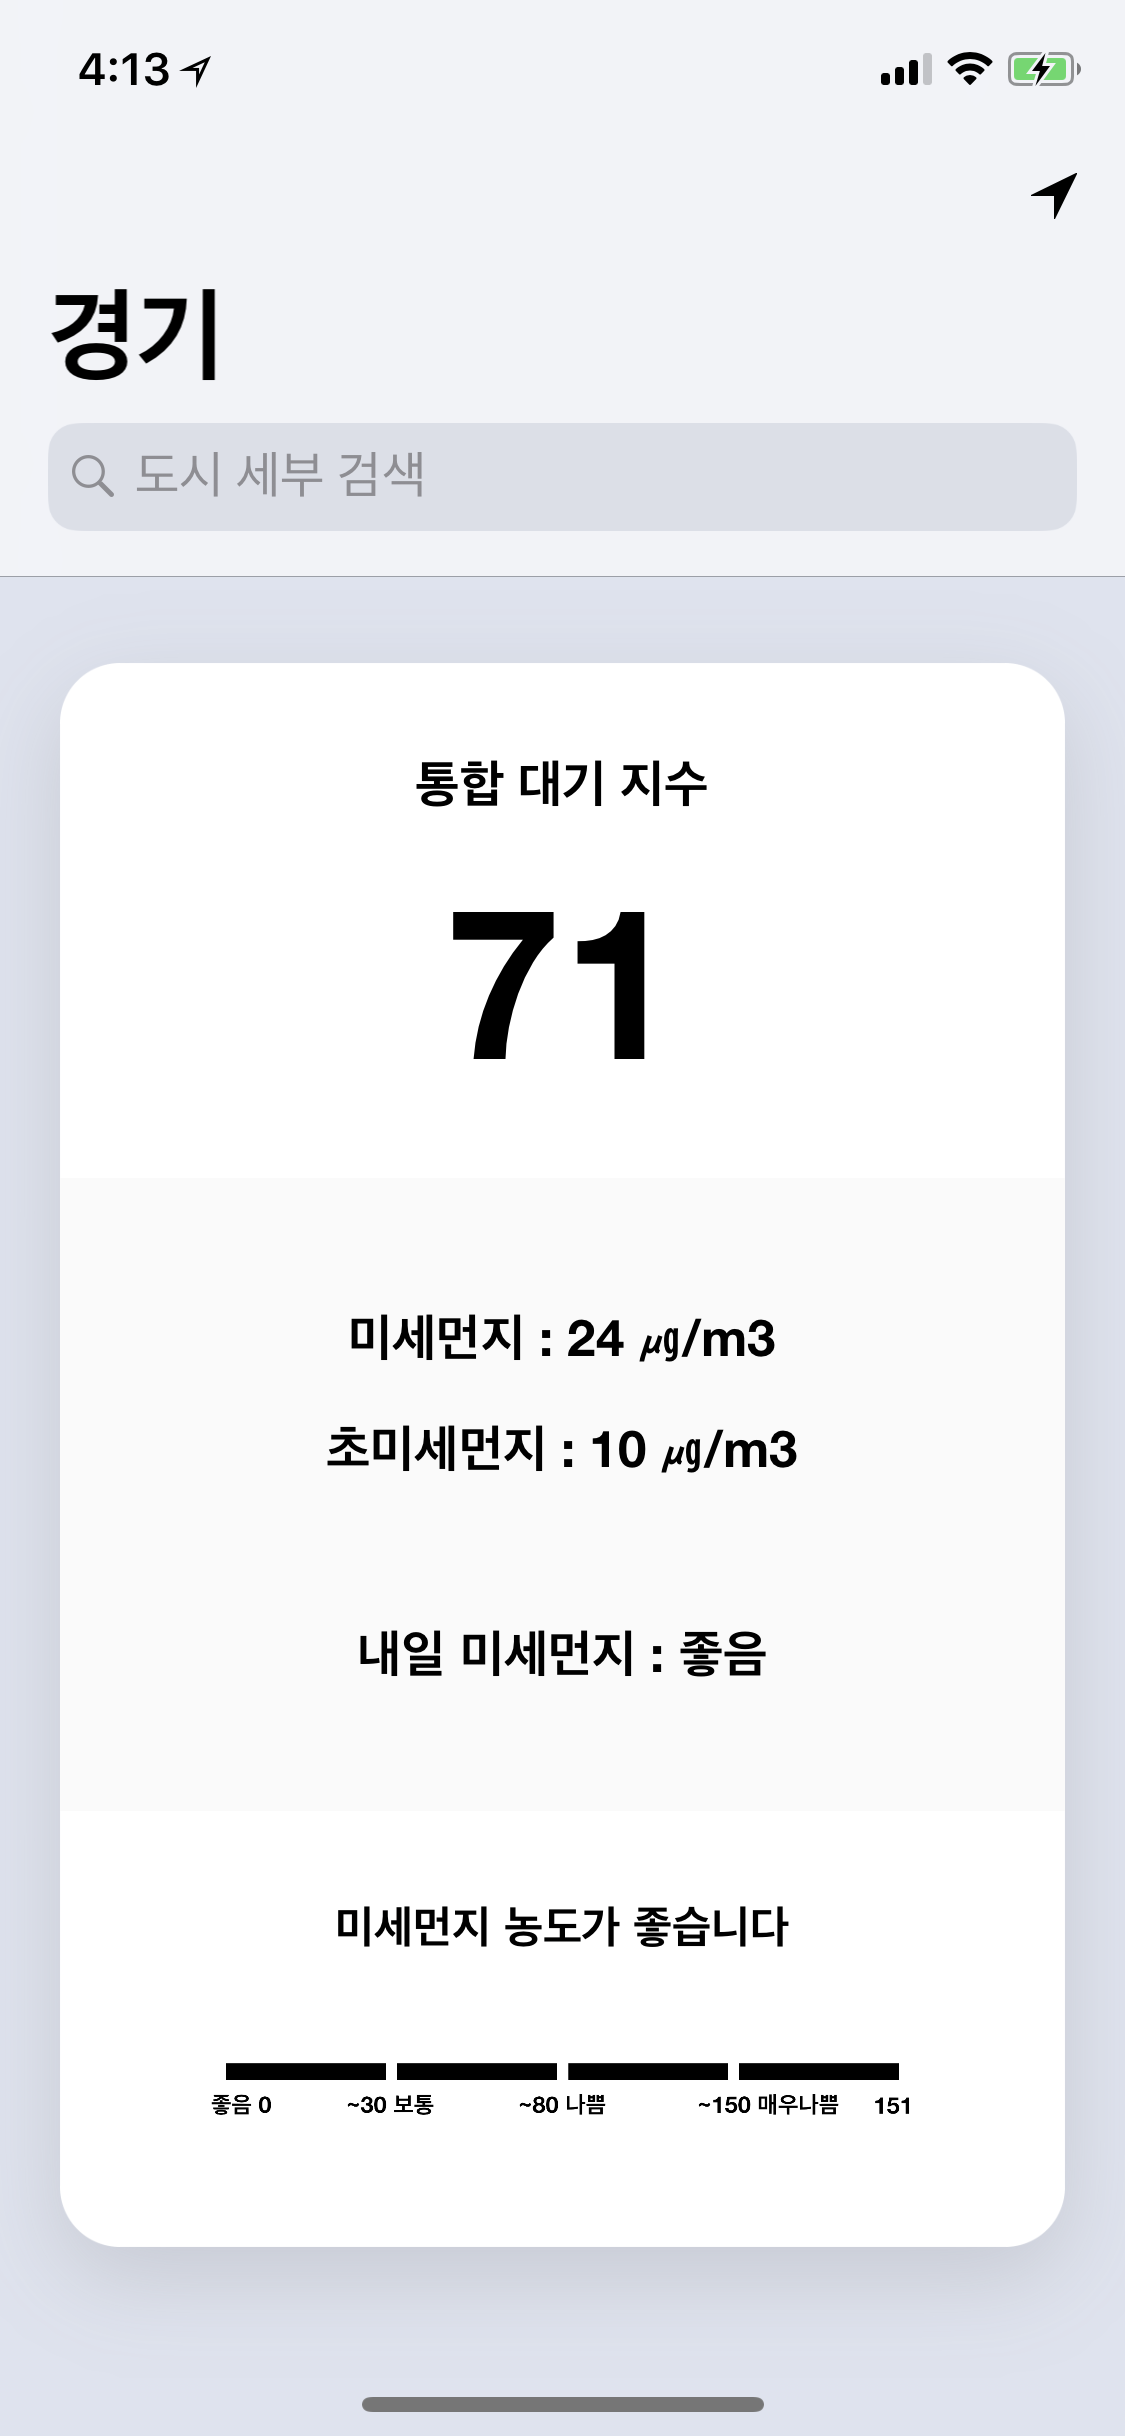 4:13
경기
도시 세부 검색
통합 대기 지수
71
미세먼지 : 24 ㎍/m3
초미세먼지 : 10 ㎍/m3
내일 미세먼지 : 좋음
미세먼지 농도가 좋습니다
좋음 0 ~30 보통 ~80 나쁨 ~150 매우나쁨 151